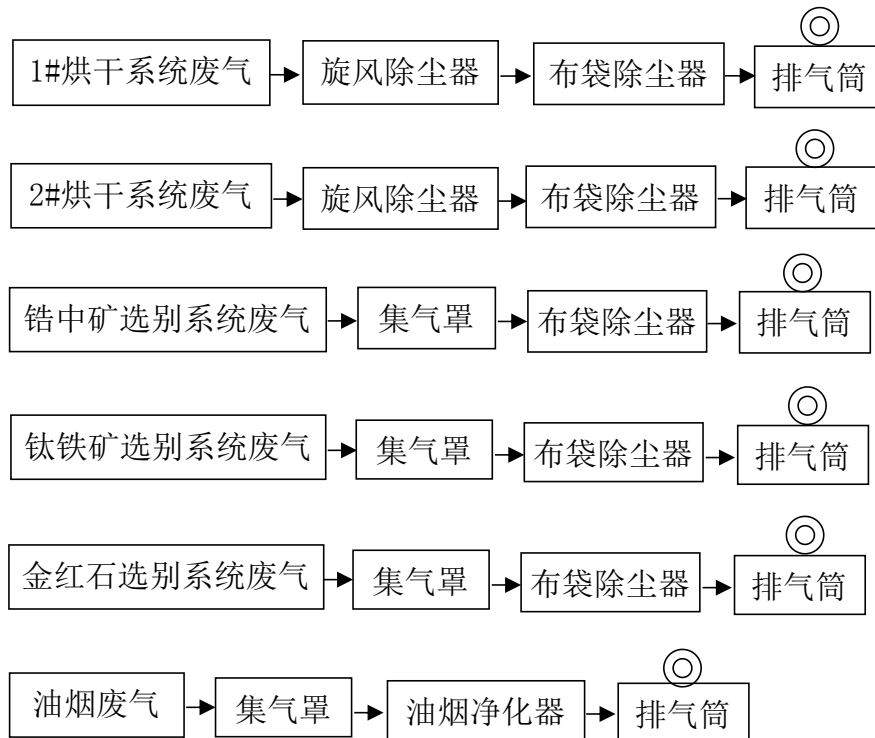 1#烘干系统废气 旋风除尘器 布袋除尘器 排气筒
2#烘干系统废气 旋风除尘器 布袋除尘器 排气筒
锆中矿选别系统废气 集气罩 布袋除尘器 排气筒
钛铁矿选别系统废气 集气罩 布袋除尘器 排气筒
金红石选别系统废气 集气罩 布袋除尘器 排气筒
油烟废气 集气罩 油烟净化器 排气筒